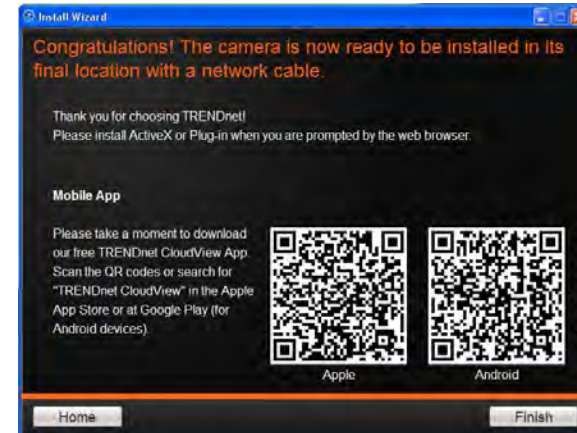 Install Wizard
Congratulations! The camera is now ready to be installed in its
final location with a network cable.
Thank you for choosing TRENDnet!
Please install ActiveX or Plug-in when you are prompted by the web browser.
Mobile App
Please take a moment to download
our free TRENDnet CloudView App.
Scan the QR codes or search for
"TRENDnet CloudView" in the Apple
App Store or at Google Play (for
Android devices).
Apple
Android
Home
Finish